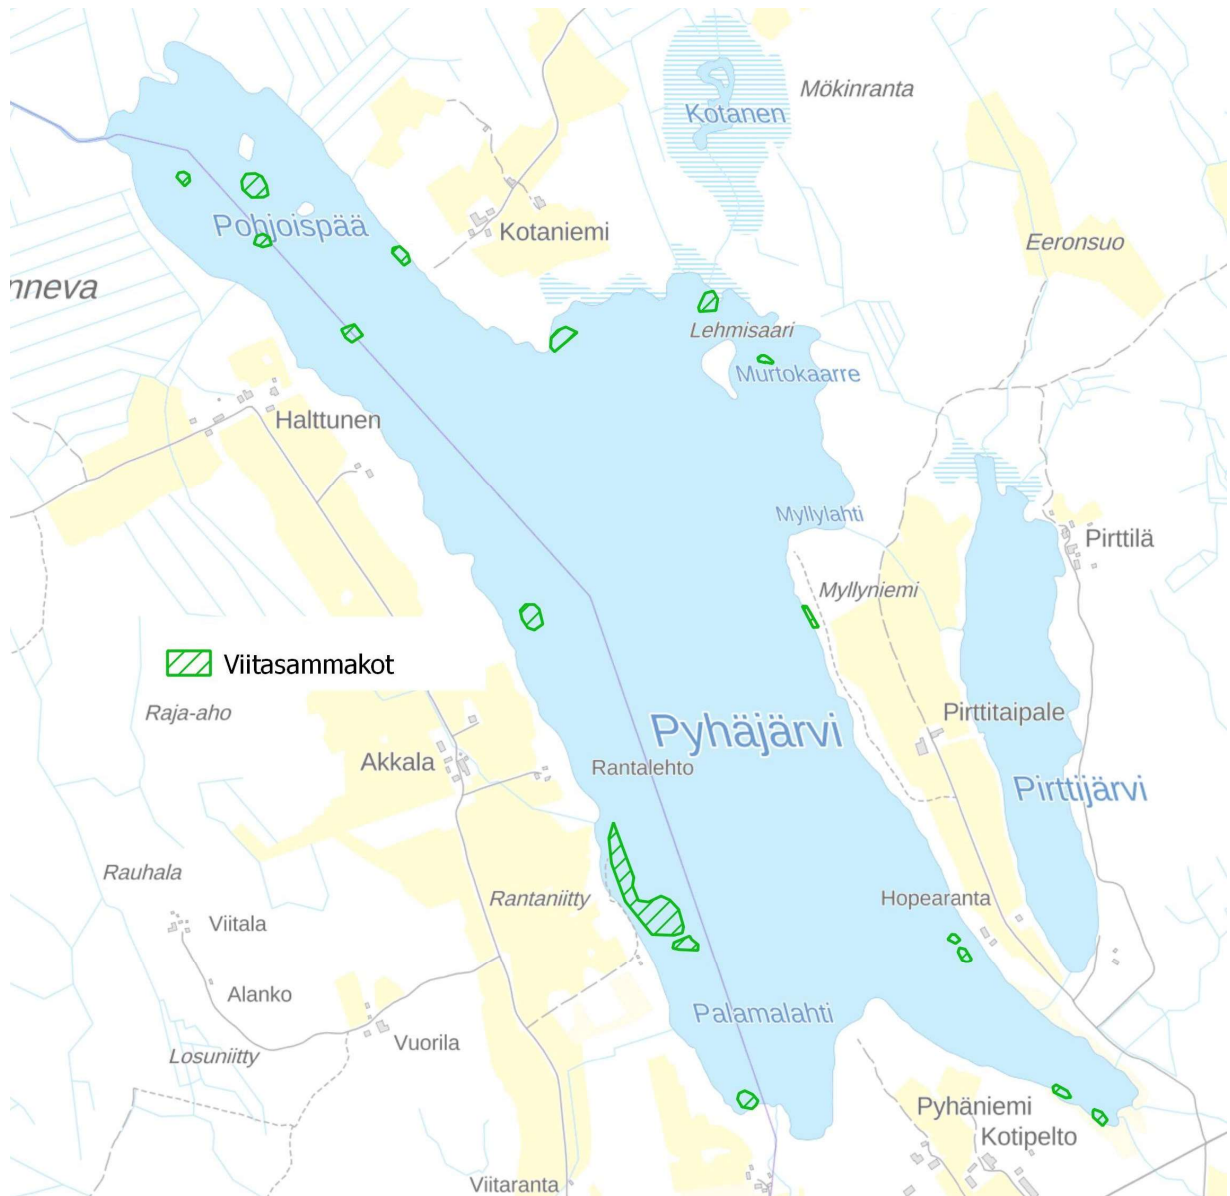 Mökinranta
Kotanen
Pohjoispää
Kotaniemi
Eeronsuo
nneva
Lehmisaari
Murtokaarre
Halttunen
Myllylahti
Pirttilä
Myllyniemi
Viitasammakot
Raja-aho
Pyhäjärvi
Pirttitaipale
Akkala
Rantalehto
Pirttijärvi
Rauhala
Rantaniitty
Hopearanta
Viitala
Alanko
Palamalahti
Vuorila
Losuniitty
Pyhäniemi
Kotipelto
Viitaranta